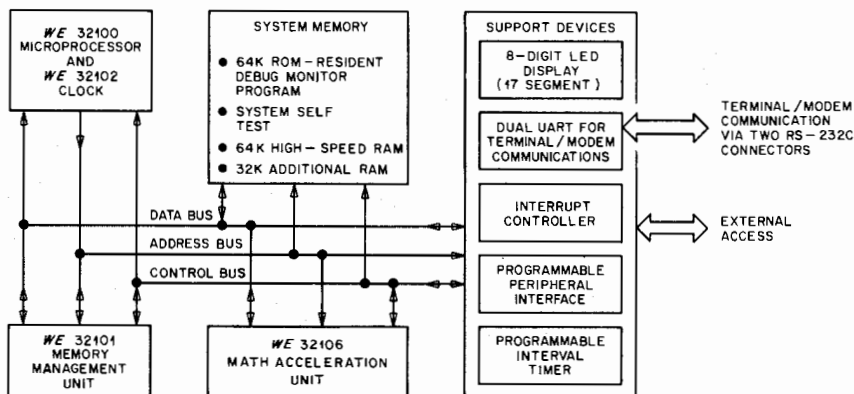 WE 32100
MICROPROCESSOR
AND
WE 32102
CLOCK
SYSTEM MEMORY
● 64K ROM-RESIDENT
DEBUG MONITOR
PROGRAM
● SYSTEM SELF
TEST
● 64K HIGH-SPEED RAM
● 32K ADDITIONAL RAM
SUPPORT DEVICES
8-DIGIT LED
DISPLAY
(17 SEGMENT)
DUAL UART FOR
TERMINAL/MODEM
COMMUNICATIONS
INTERRUPT
CONTROLLER
PROGRAMMABLE
PERIPHERAL
INTERFACE
PROGRAMMABLE
INTERVAL
TIMER
TERMINAL/MODEM
COMMUNICATION
VIA TWO RS-232C
CONNECTORS
EXTERNAL
ACCESS
DATA BUS
ADDRESS BUS
CONTROL BUS
WE 32101
MEMORY
MANAGEMENT
UNIT
WE 32106
MATH ACCELERATION
UNIT